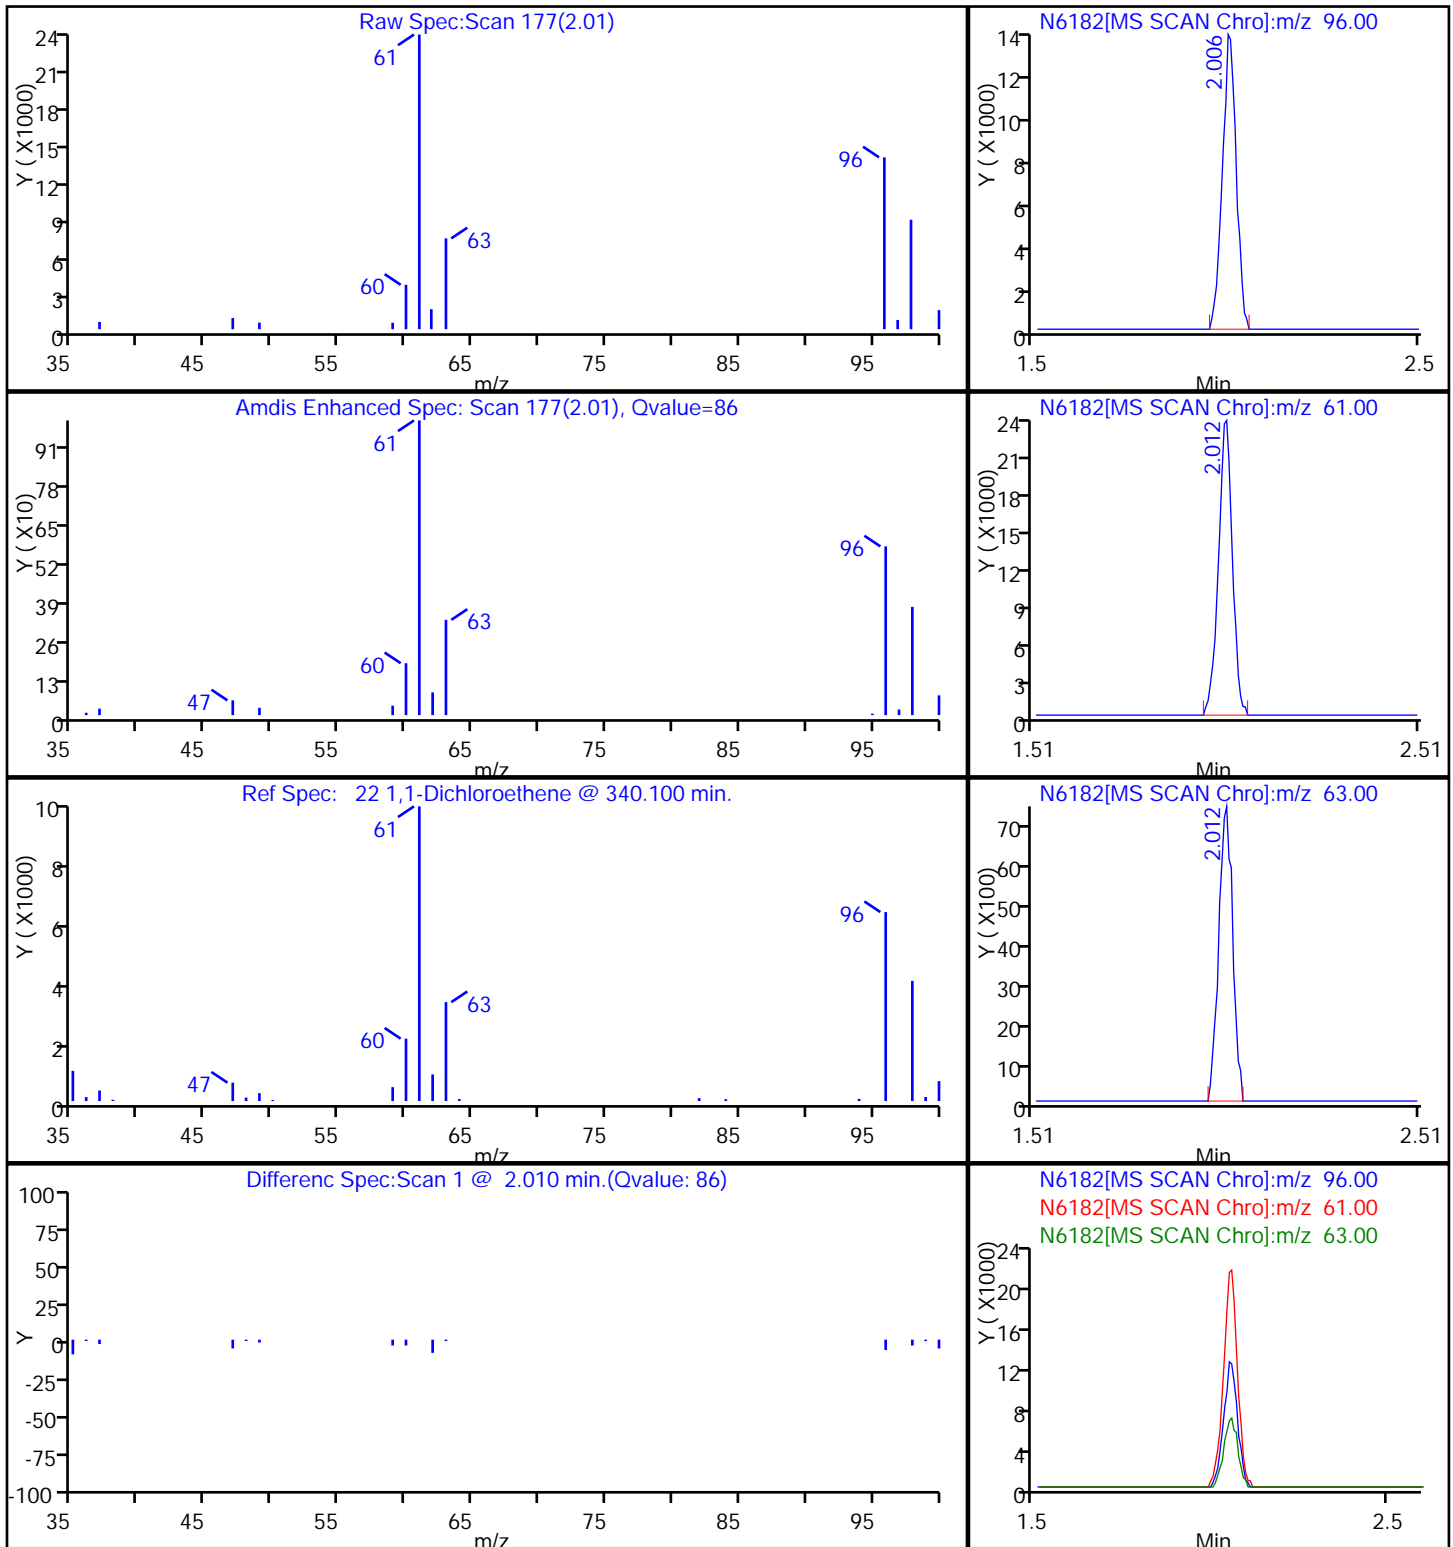 Raw Spec:Scan 177(2.01)
61
96
63
60
24
21
18
15
12
9
6
3
0
Y ( X1000)
35 45 55 65 75 85 95
m/z
N6182[MS SCAN Chro]:m/z 96.00
2.006
14
12
10
8
6
4
2
0
Y ( X1000)
1.5 2.5
Min
Amdis Enhanced Spec: Scan 177(2.01), Qvalue=86
61
96
63
60
47
91
78
65
52
39
26
13
0
Y ( X10)
35 45 55 65 75 85 95
m/z
N6182[MS SCAN Chro]:m/z 61.00
2.012
24
21
18
15
12
9
6
3
0
Y ( X1000)
1.51 2.51
Min
Ref Spec: 22 1,1-Dichloroethene @ 340.100 min.
61
96
63
60
47
10
8
6
4
2
0
Y ( X1000)
35 45 55 65 75 85 95
m/z
N6182[MS SCAN Chro]:m/z 63.00
2.012
70
60
50
40
30
20
10
0
Y ( X100)
1.51 2.51
Min
Differenc Spec:Scan 1 @ 2.010 min.(Qvalue: 86)
100
75
50
25
0
-25
-50
-75
-100
Y
35 45 55 65 75 85 95
m/z
N6182[MS SCAN Chro]:m/z 96.00
N6182[MS SCAN Chro]:m/z 61.00
N6182[MS SCAN Chro]:m/z 63.00
24
20
16
12
8
4
0
Y ( X1000)
1.5 2.5
Min